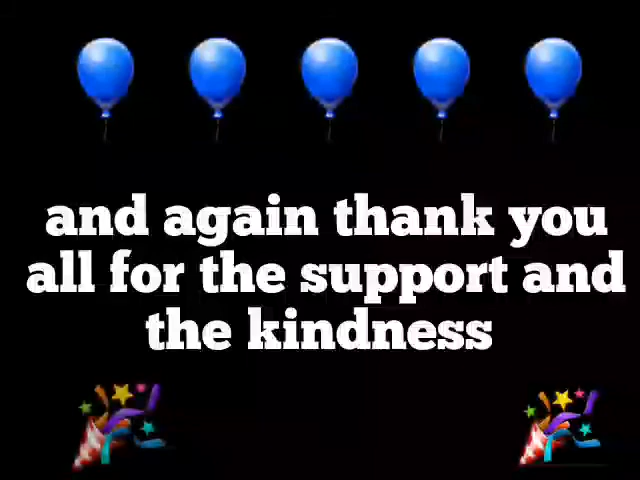 and again thank you
all for the support and
the kindness